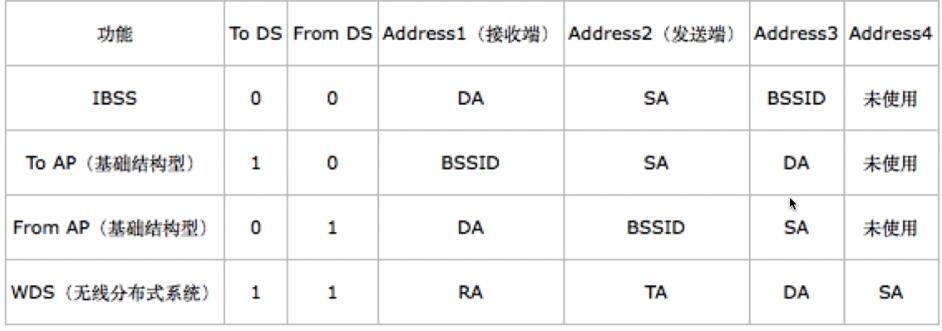 功能 To DS From DS Address1（接收端） Address2（发送端） Address3 Address4
IBSS 0 0 DA SA BSSID 未使用
To AP（基础结构型） 1 0 BSSID SA DA 未使用
From AP（基础结构型） 0 1 DA BSSID SA 未使用
WDS（无线分布式系统） 1 1 RA TA DA SA